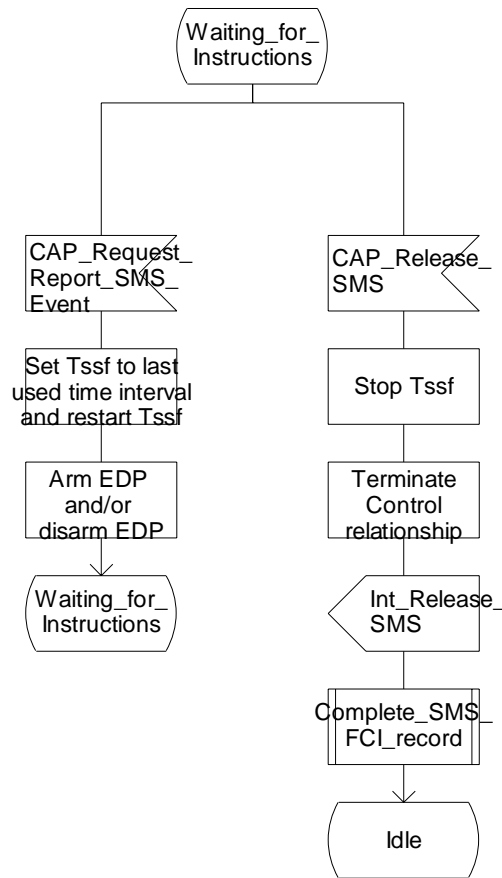 Waiting_for_
Instructions
CAP_Request_
Report_SMS_
Event
Set Tssf to last
used time interval
and restart Tssf
Arm EDP
and/or
disarm EDP
Waiting_for_
Instructions
CAP_Release_
SMS
Stop Tssf
Terminate
Control
relationship
Int_Release_
SMS
Complete_SMS_
FCI_record
Idle